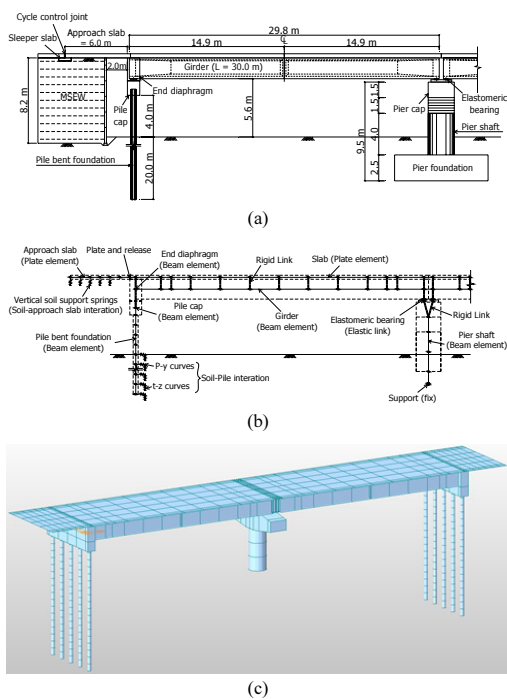 Cycle control joint
Sleeper slab
Approach slab
= 6.0 m
29.8 m
14.9 m
C
L
14.9 m
2.0m
Girder (L = 30.0 m)
MSEW
8.2 m
End diaphragm
Pile
cap
4.0 m
5.6 m
20.0 m
Pile bent foundation
Elastomeric
bearing
Pier cap
Pier shaft
1.5
1.5
4.0
2.5
9.5 m
Pier foundation
(a)
Approach slab
(Plate element)
Plate and release
End diaphragm
(Beam element)
Rigid Link
Slab (Plate element)
Vertical soil support springs
(Soil-approach slab interation)
Pile cap
(Beam element)
Girder
(Beam element)
Elastomeric bearing
(Elastic link)
Rigid Link
Pile bent foundation
(Beam element)
Pier shaft
(Beam element)
P-y curves
t-z curves
Soil-Pile interation
Support (fix)
(b)
(c)